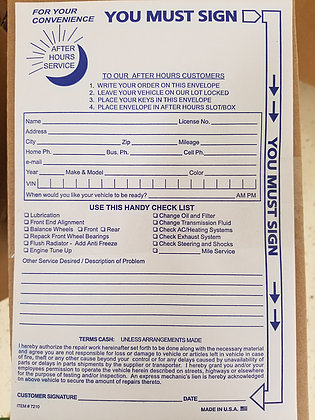 FOR YOUR
CONVENIENCE
YOU MUST SIGN
AFTER
HOURS
SERVICE
TO OUR AFTER HOURS CUSTOMERS
1. WRITE YOUR ORDER ON THIS ENVELOPE
2. LEAVE YOUR VEHICLE ON OUR LOT LOCKED
3. PLACE YOUR KEYS IN THIS ENVELOPE
4. PLACE ENVELOPE IN AFTER HOURS SLOT/BOX
Name License No.
Address
City Zip Mileage
Home Ph. Bus. Ph. Cell Ph.
e-mail
Year Make & Model Color
VIN
When would you like your vehicle to be ready? AM PM
YOU MUST SIGN
USE THIS HANDY CHECK LIST
Lubrication Change Oil and Filter
Front End Alignment Change Transmission Fluid
Balance Wheels Front Rear Check AC/Heating Systems
Repack Front Wheel Bearings Check Exhaust System
Flush Radiator - Add Anti Freeze Check Steering and Shocks
Engine Tune Up Mile Service
Other Service Desired / Description of Problem
TERMS CASH: UNLESS ARRANGEMENTS MADE
I hereby authorize the repair work hereinafter set forth to be done along with the necessary material
and agree you are not responsible for loss or damage to vehicle or articles left in vehicle in case
of fire, theft or any other cause beyond your control or for any delays caused by unavailability of
parts or delays in parts shipments by the supplier or transporter. I hereby grant you and/or your
employees permission to operate the vehicle herein described on streets, highways or elsewhere
for the purpose of testing and/or inspection. An express mechanic's lien is hereby acknowledged
on above vehicle to secure the amount of repairs thereto.
CUSTOMER SIGNATURE DATE
ITEM # 7210 MADE IN U.S.A.